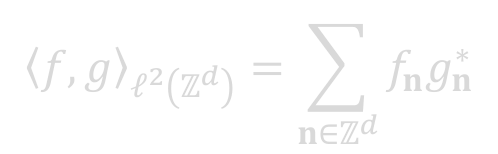 ⟨f, g⟩_{ℓ²(ℤ^d)} = ∑_{𝐧∈ℤ^d} f_𝐧 g_𝐧^*